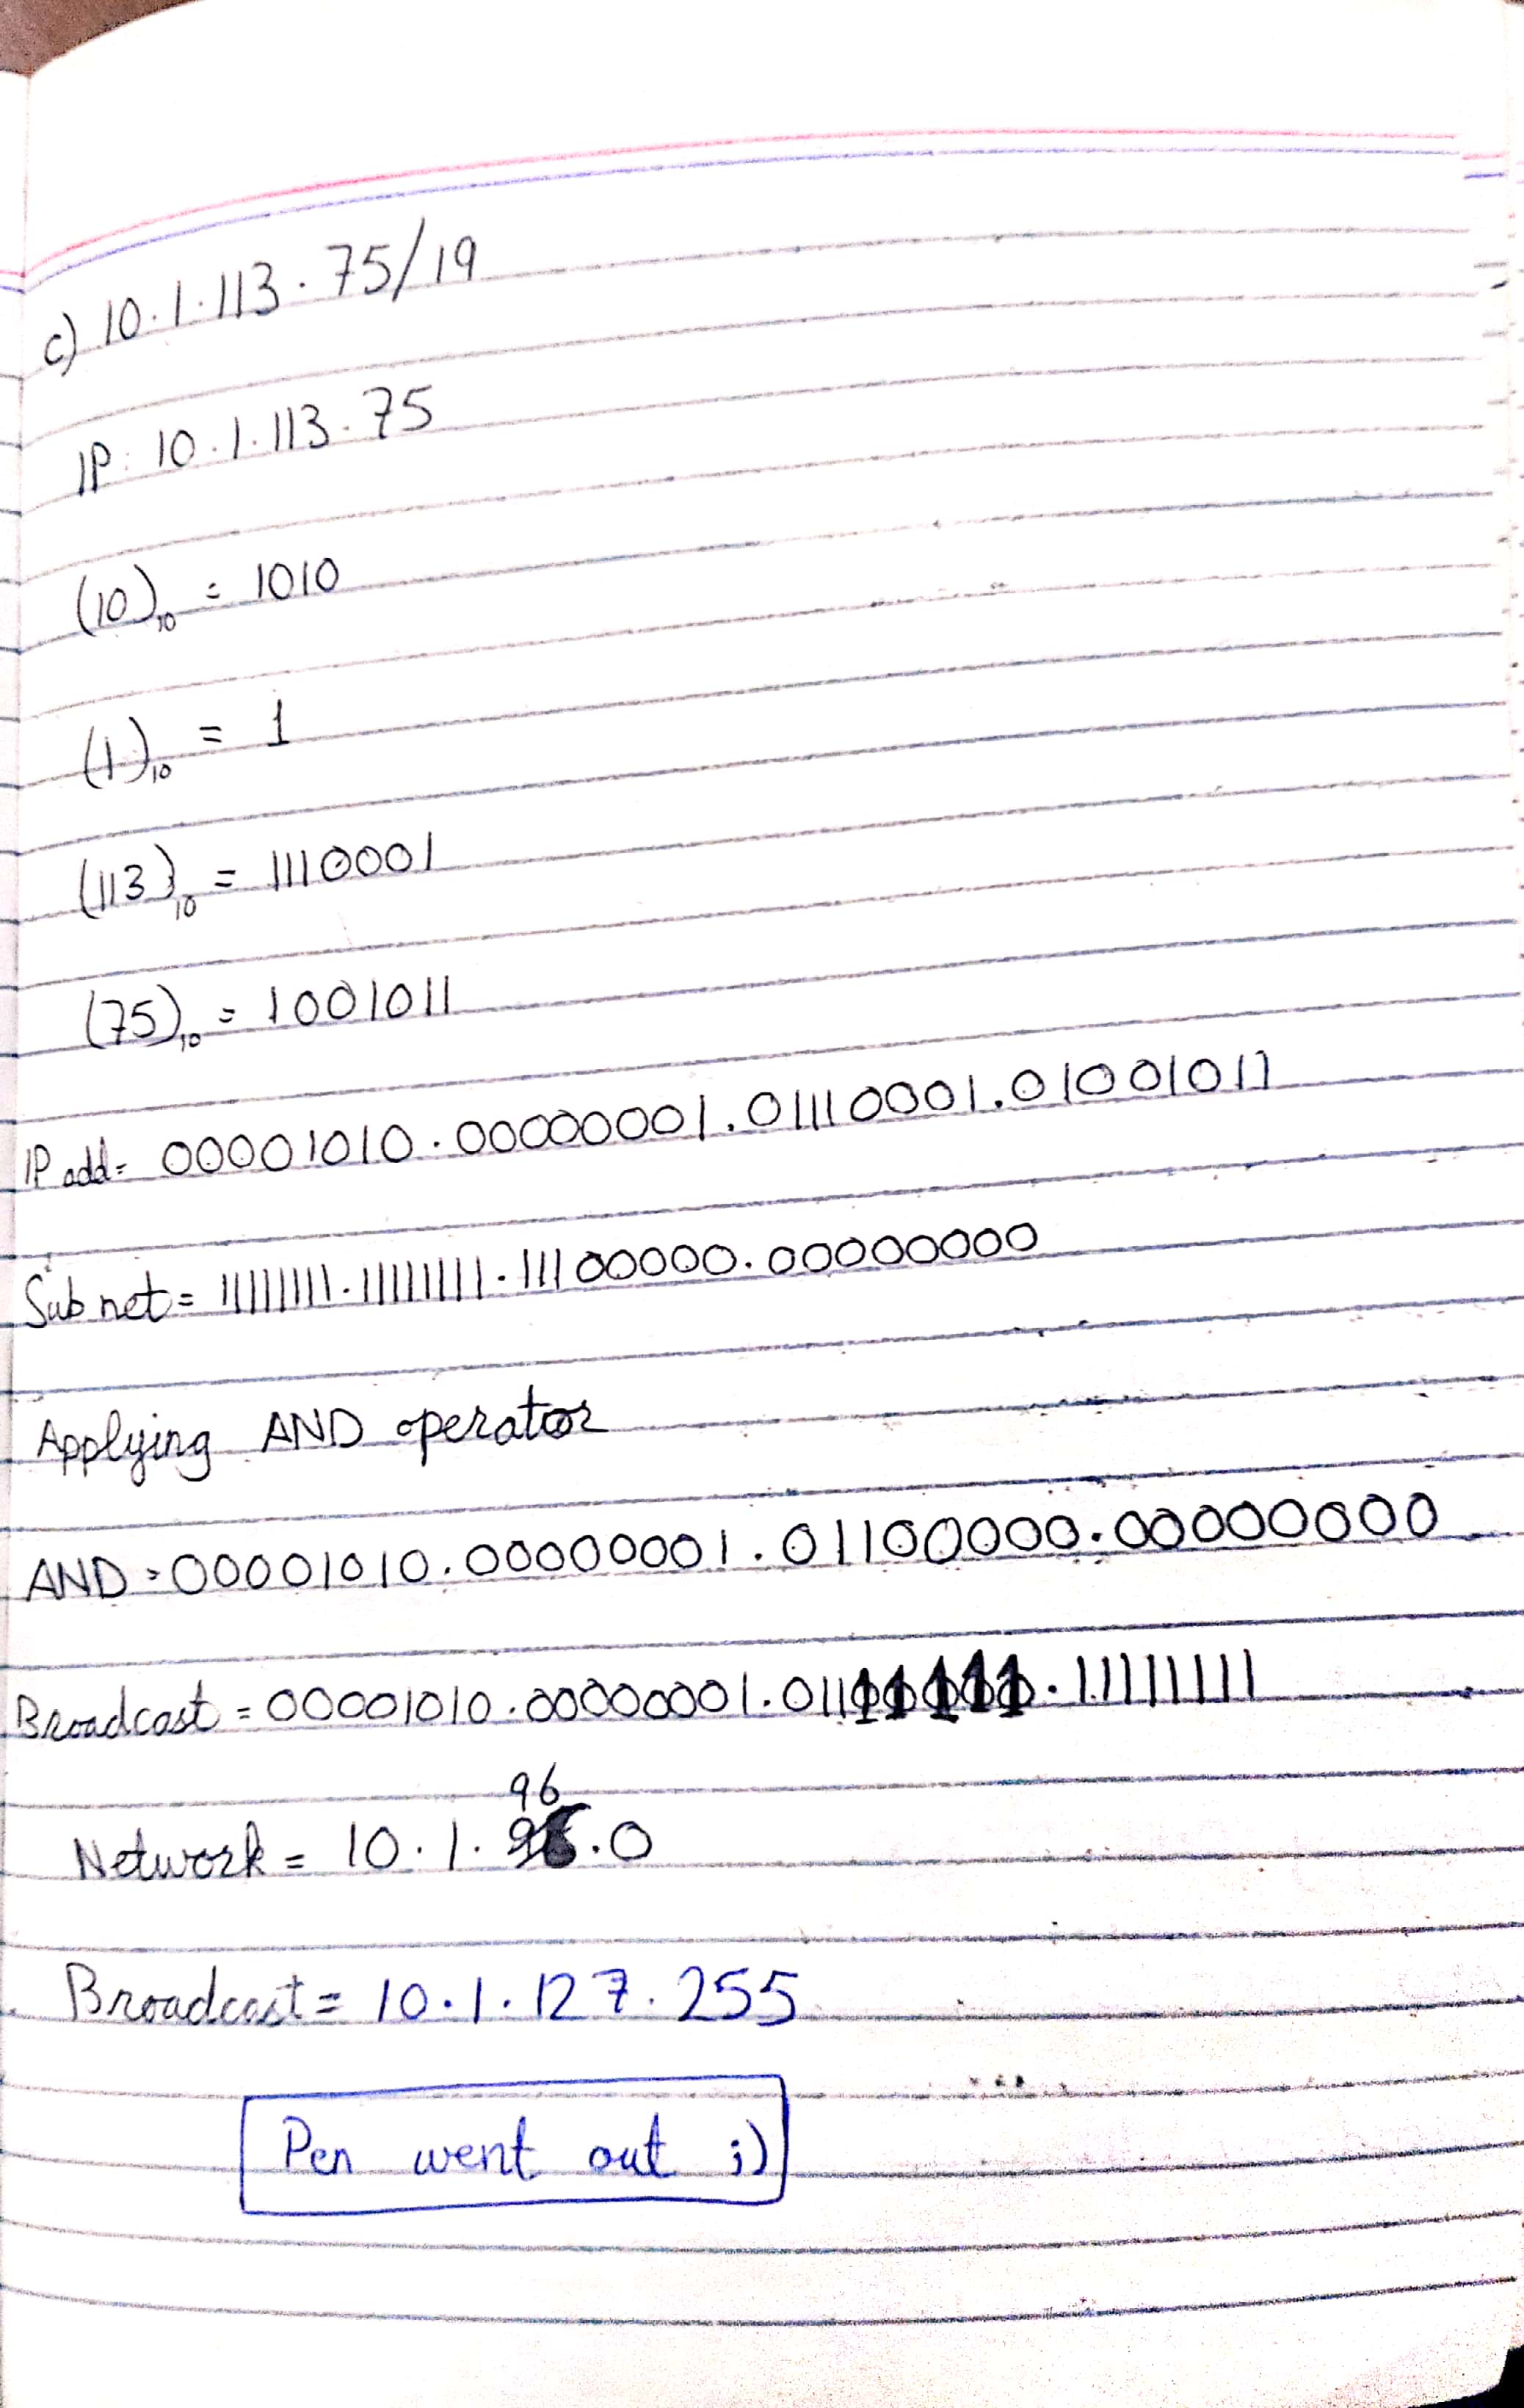 c) 10.1.113.75/19
IP: 10.1.113.75
(10)₁₀ = 1010
(1)₁₀ = 1
(113)₁₀ = 1110001
(75)₁₀ = 1001011
IP add= 00001010.00000001.01110001.01001011
Subnet= 11111111.11111111.11100000.00000000
Applying AND operator
AND=00001010.00000001.01100000.00000000
Broadcast = 00001010.00000001.01111111.11111111
96
Network = 10.1.96.0
Broadcast= 10.1.127.255
Pen went out ;)